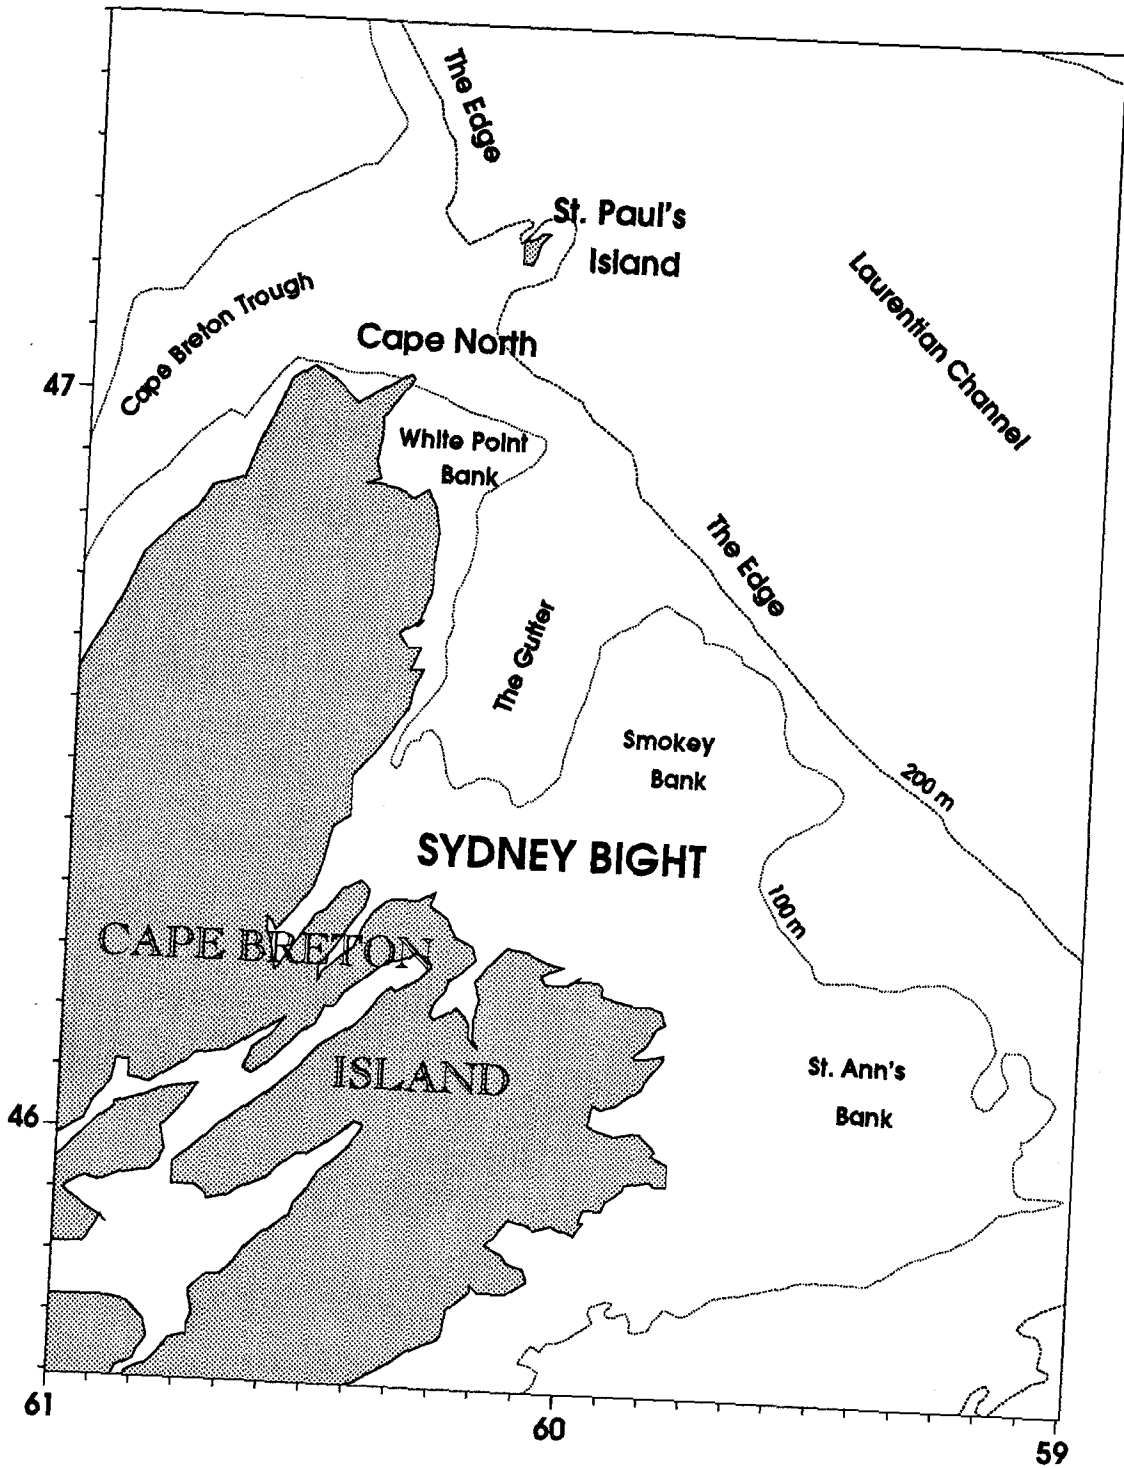 The Edge
St. Paul's
Island
Laurentian Channel
Cape Breton Trough
Cape North
47
White Point
Bank
The Edge
The Gutter
Smokey
Bank
200 m
SYDNEY BIGHT
100 m
CAPE BRETON
ISLAND
St. Ann's
Bank
46
61
60
59